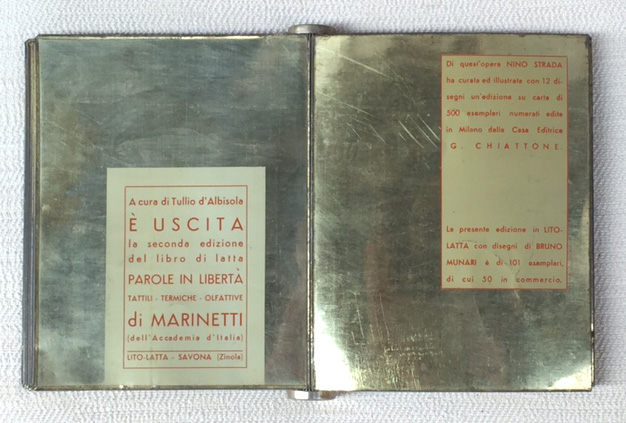 A cura di Tullio d'Albisola
È USCITA
la seconda edizione
del libro di latta
PAROLE IN LIBERTÀ
TATTILI - TERMICHE - OLFATTIVE
di MARINETTI
(dell'Accademia d'Italia)
LITO-LATTA - SAVONA (Zinola)
Di quest'opera NINO STRADA
ha curata ed illustrata con 12 di-
segni un'edizione su carta di
500 esemplari numerati edita
in Milano dalla Casa Editrice
G. CHIATTONE.
La presente edizione in LITO-
LATTA con disegni di BRUNO
MUNARI è di 101 esemplari,
di cui 50 in commercio.